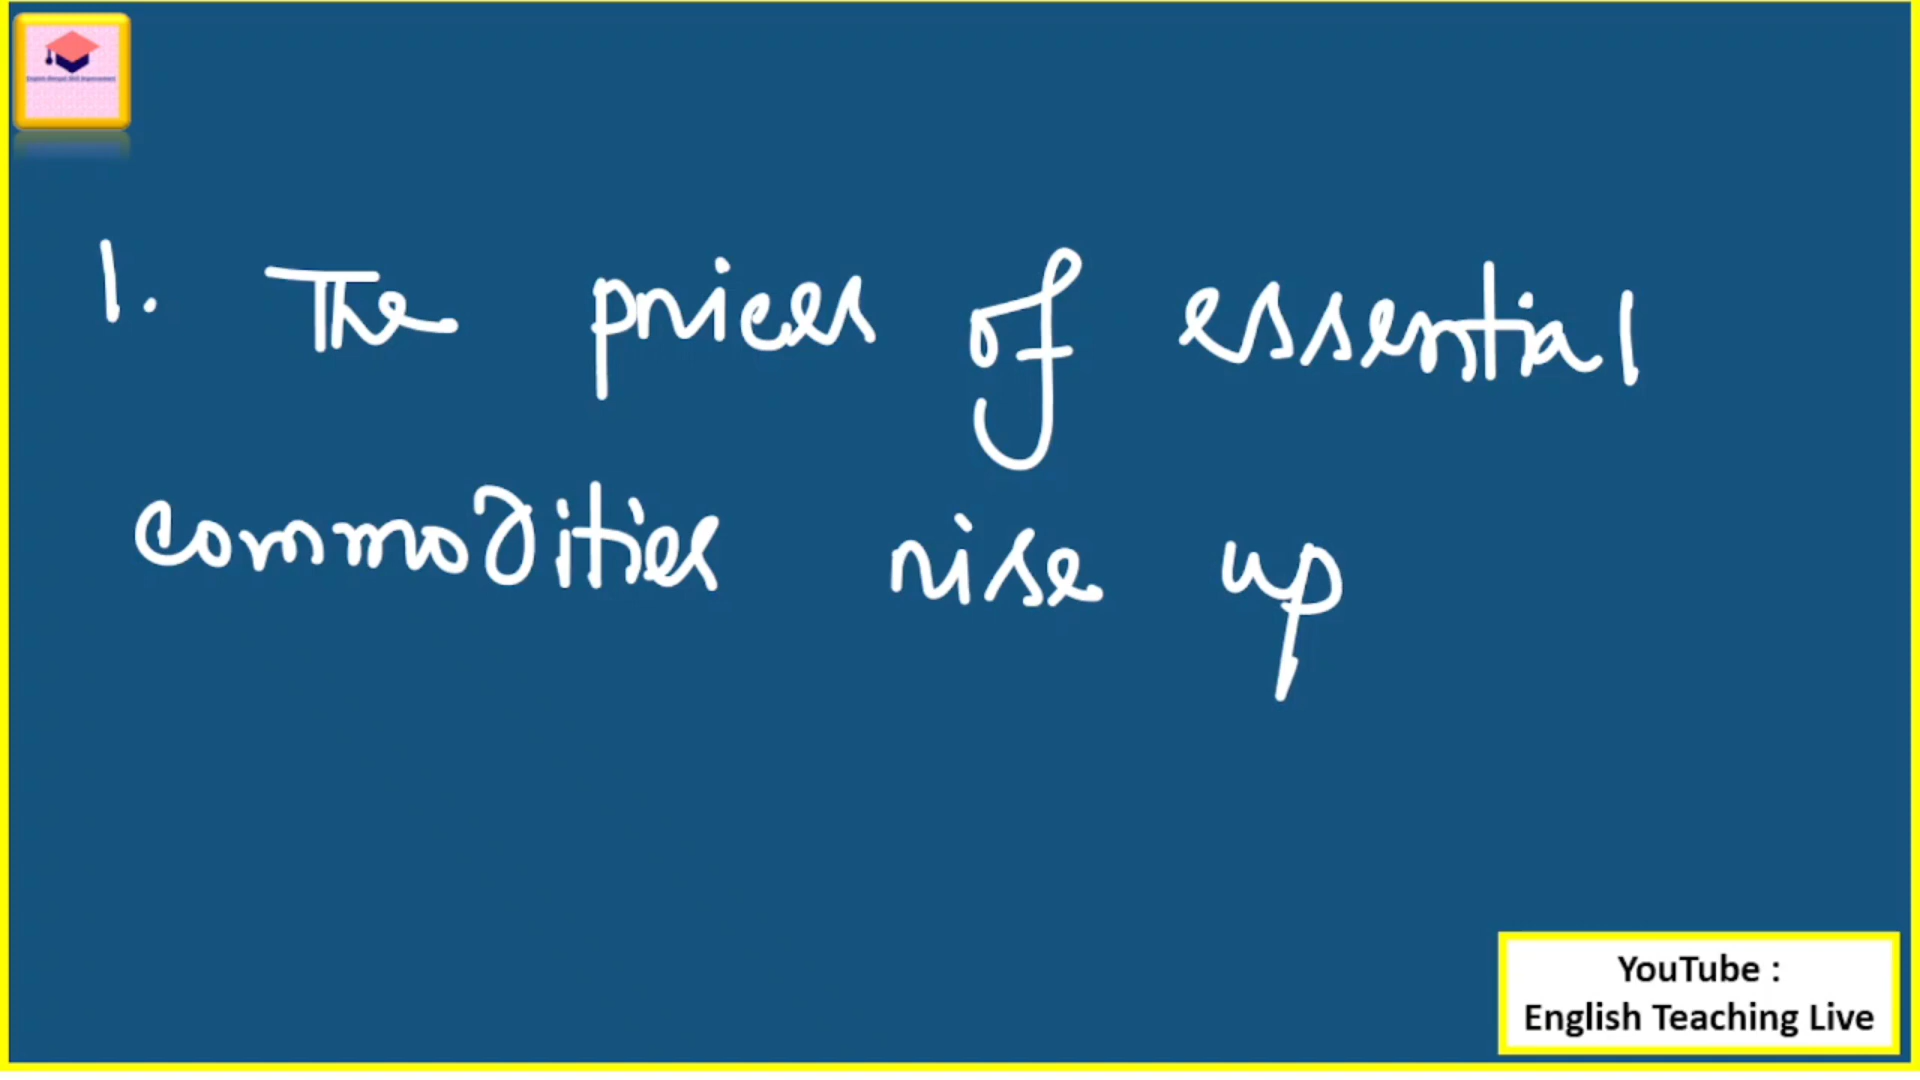 1. The prices of essential
commodities rise up
YouTube :
English Teaching Live